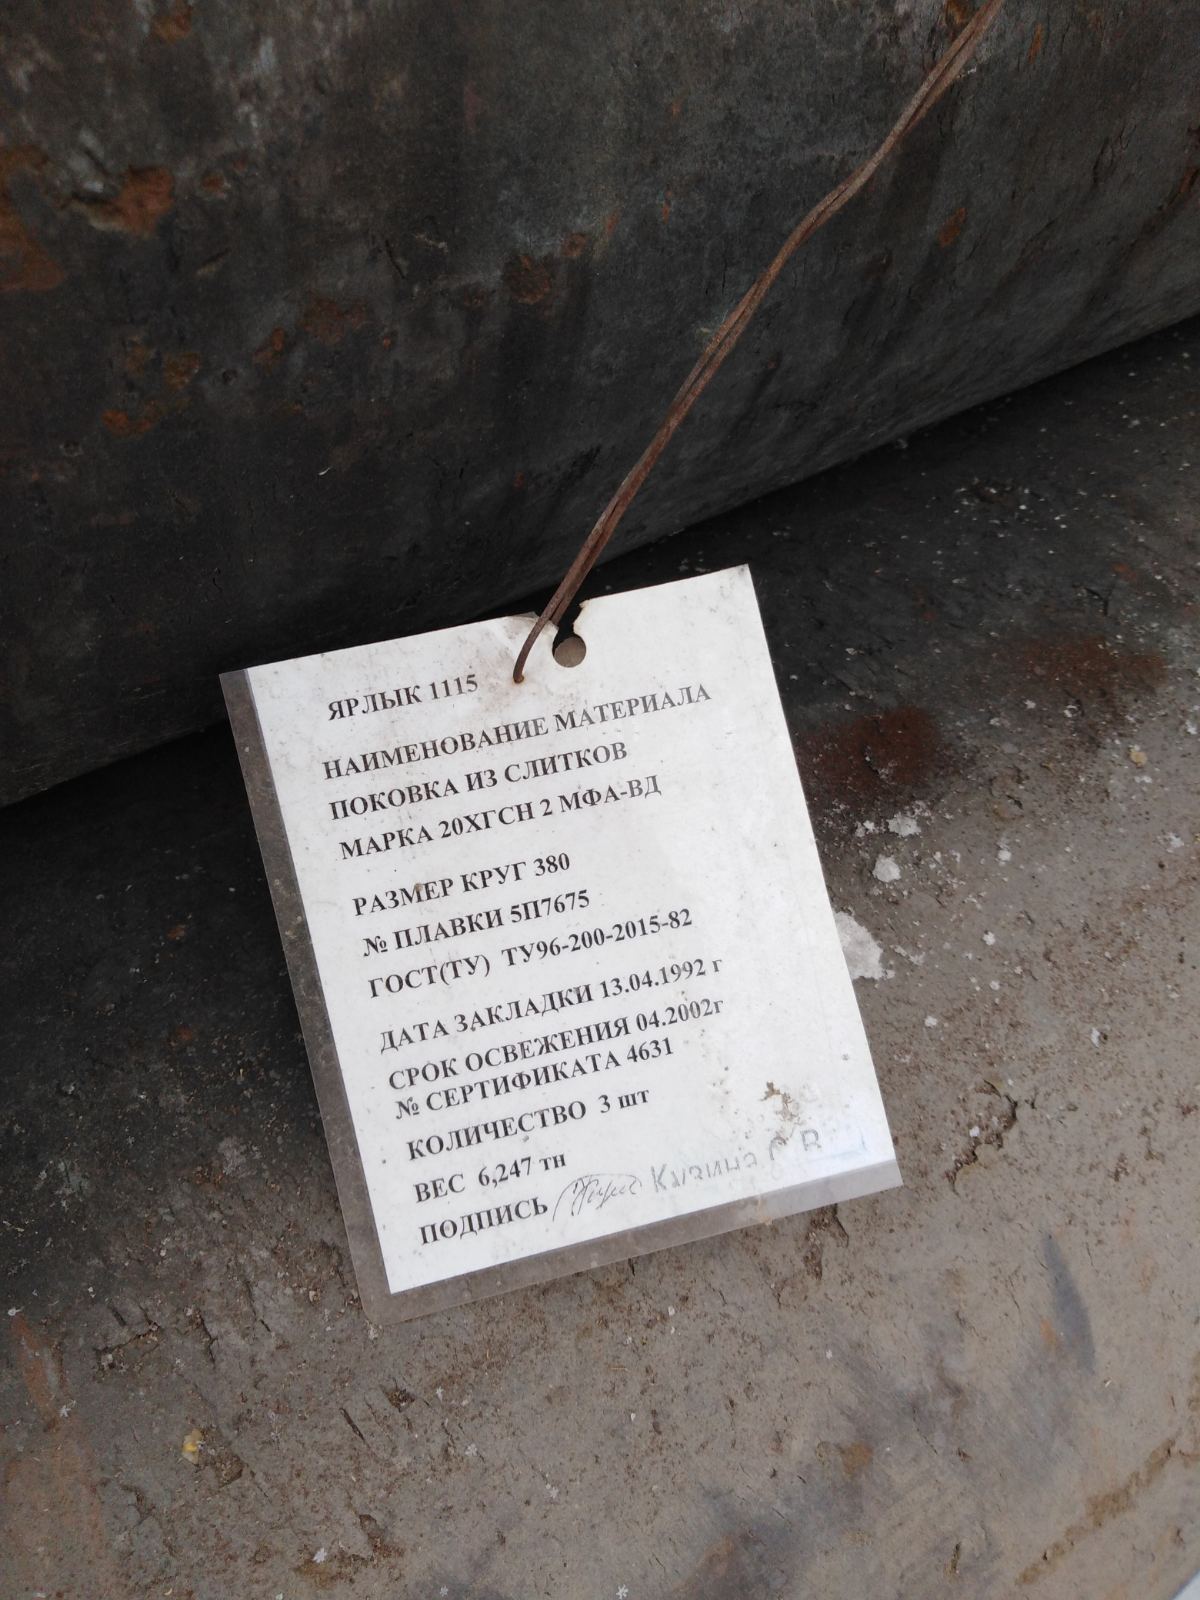 ЯРЛЫК 1115
НАИМЕНОВАНИЕ МАТЕРИАЛА
ПОКОВКА ИЗ СЛИТКОВ
МАРКА 20ХГСН 2 МФА-ВД
РАЗМЕР КРУГ 380
№ ПЛАВКИ 5П7675
ГОСТ(ТУ) ТУ96-200-2015-82
ДАТА ЗАКЛАДКИ 13.04.1992 г
СРОК ОСВЕЖЕНИЯ 04.2002г
№ СЕРТИФИКАТА 4631
КОЛИЧЕСТВО 3 шт
ВЕС 6,247 тн
ПОДПИСЬ